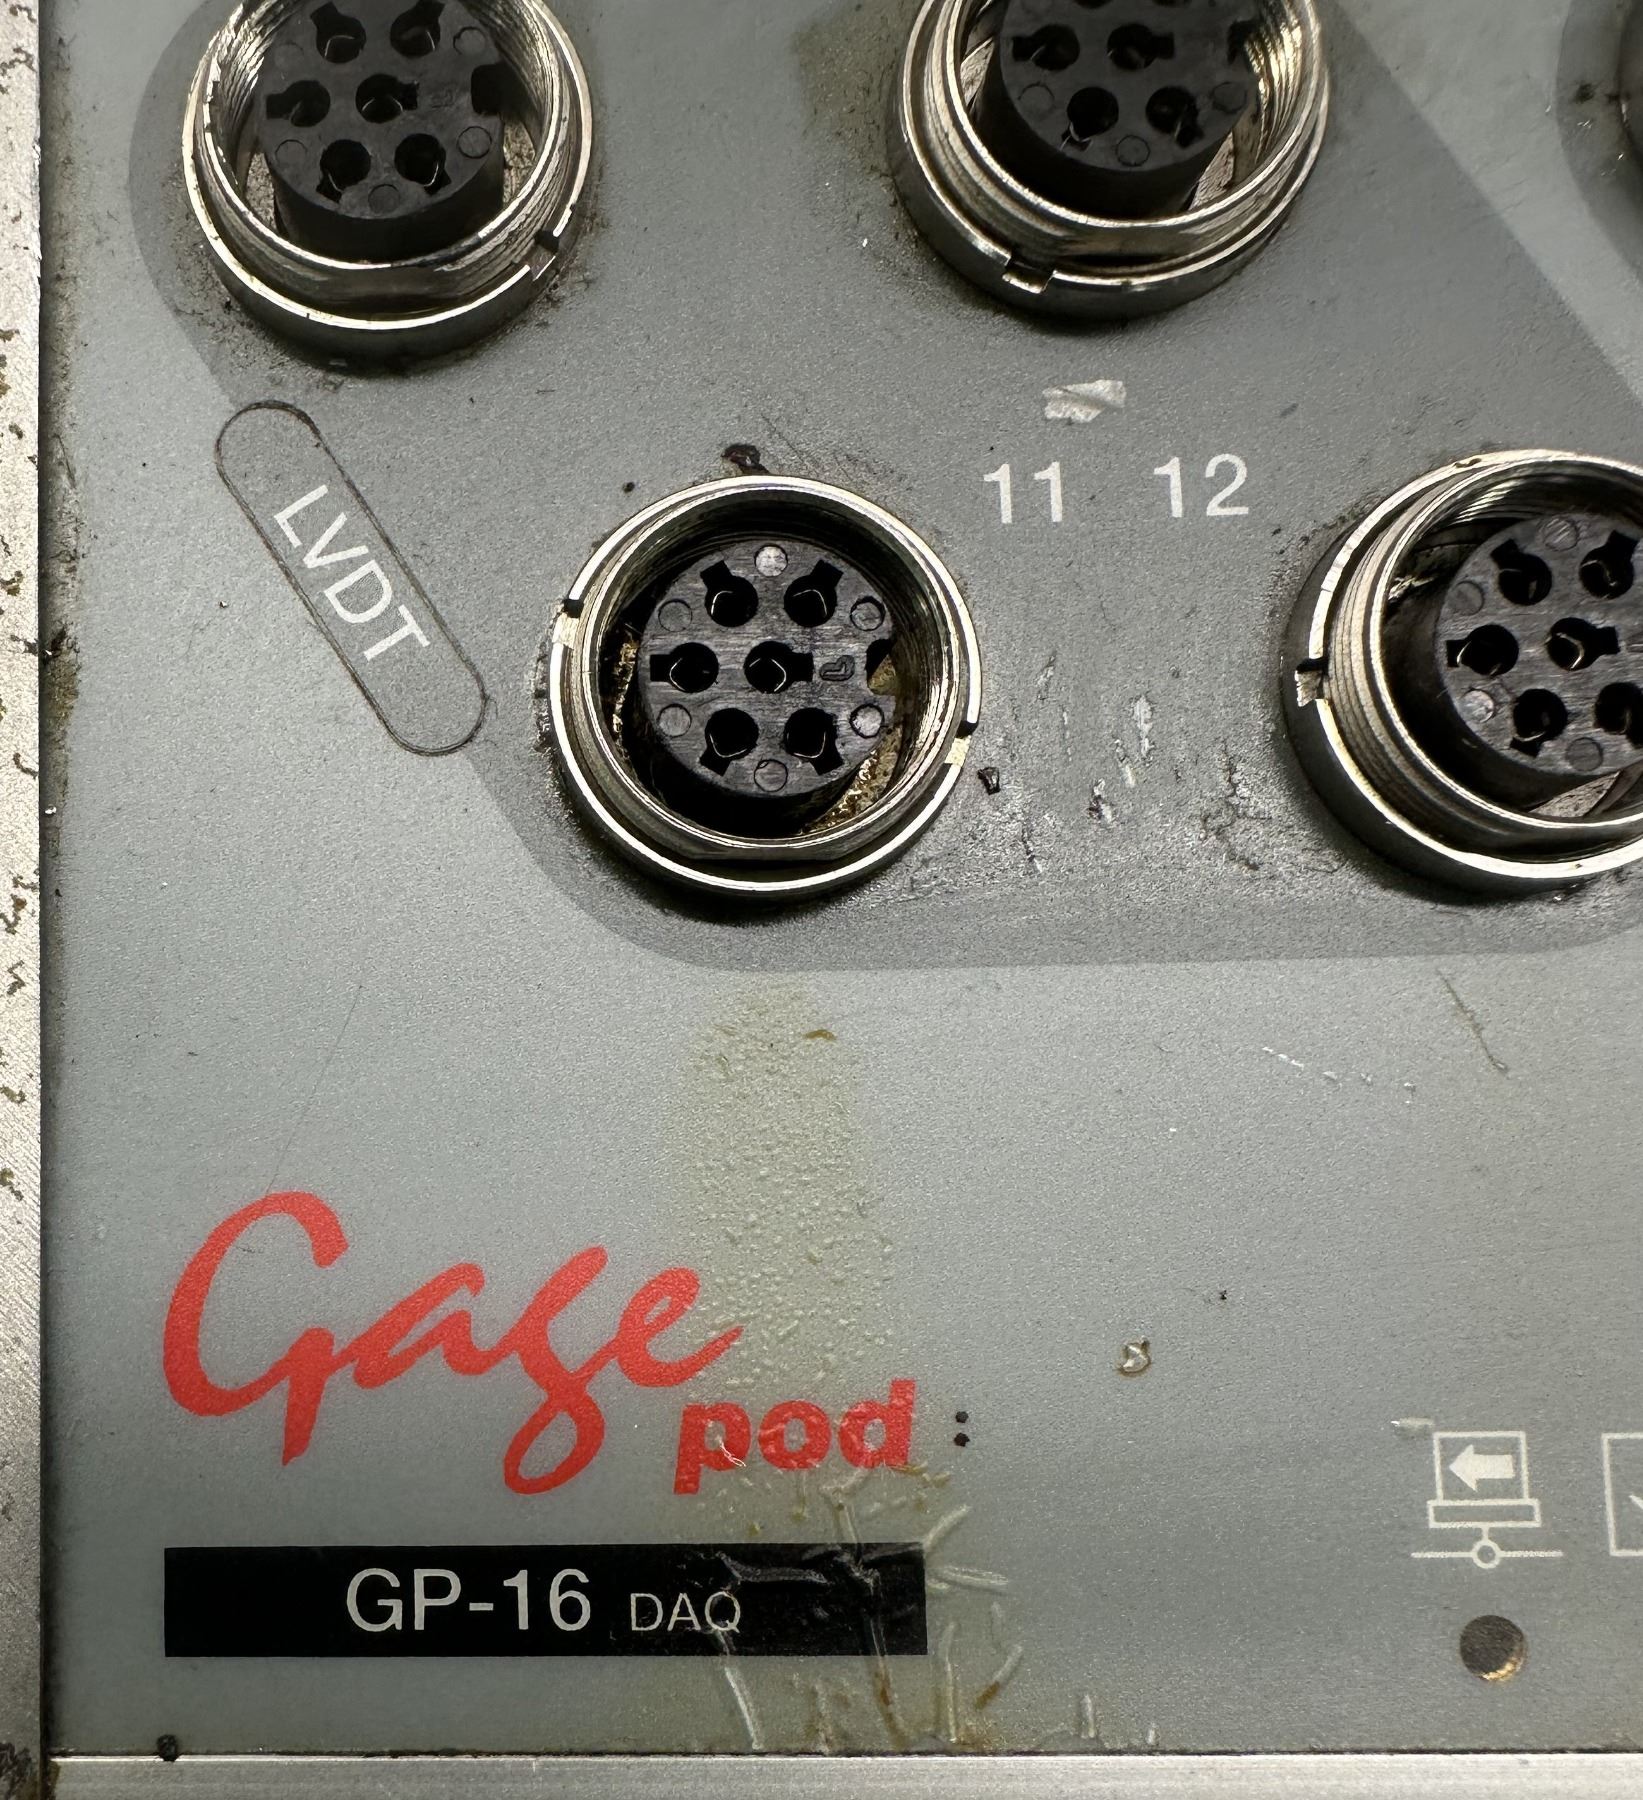 11 12
LVDT
Gage
pod
GP-16 DAQ